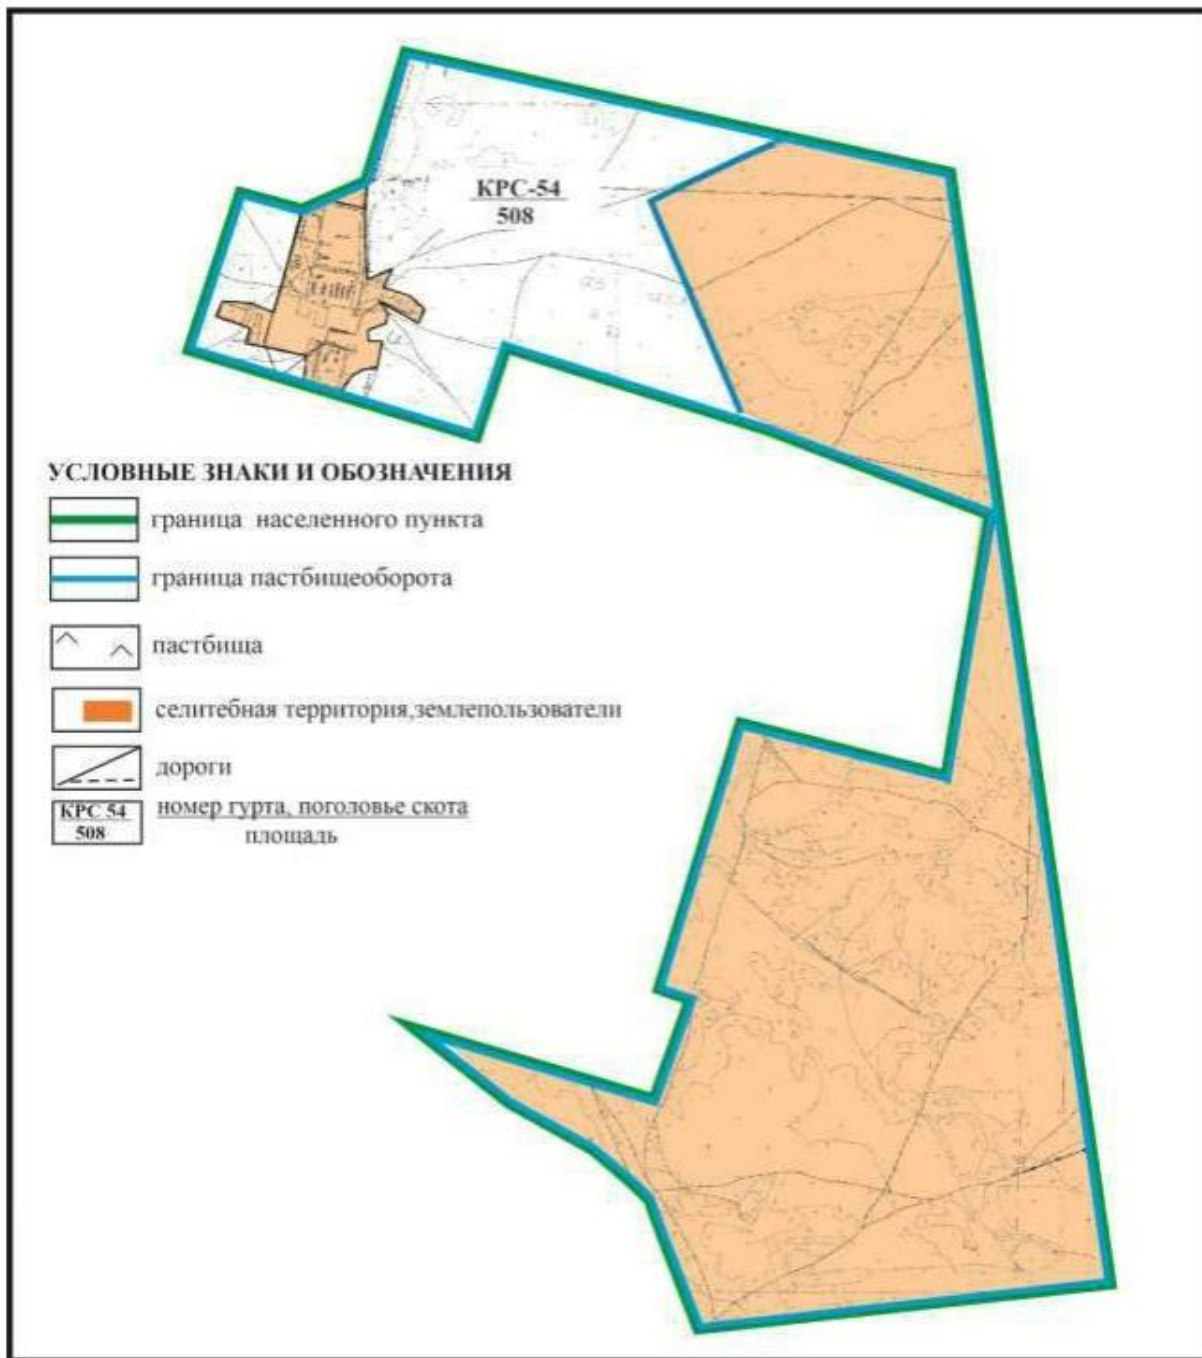 КРС-54
508
УСЛОВНЫЕ ЗНАКИ И ОБОЗНАЧЕНИЯ
граница населенного пункта
граница пастбищеоборота
пастбища
селитебная территория,землепользователи
дороги
КРС 54
508
номер гурта, поголовье скота
площадь